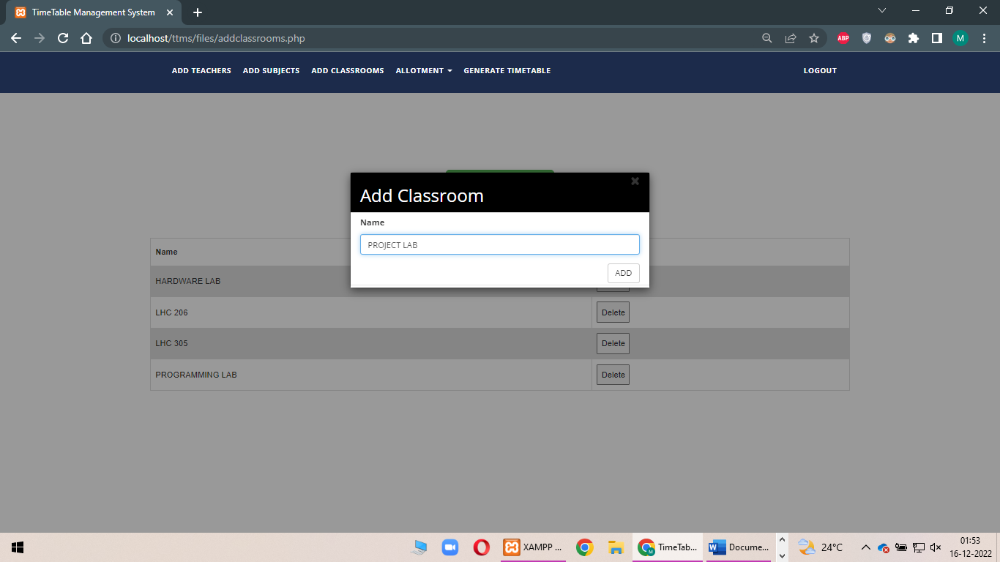 TimeTable Management System
localhost/ttms/files/addclassrooms.php
ABP
M
ADD TEACHERS ADD SUBJECTS ADD CLASSROOMS ALLOTMENT GENERATE TIMETABLE LOGOUT
Add Classroom
Name
PROJECT LAB
ADD
Name
HARDWARE LAB
LHC 206 Delete
LHC 305 Delete
PROGRAMMING LAB Delete
XAMPP ... TimeTab... Docume... 24°C 01:53
16-12-2022